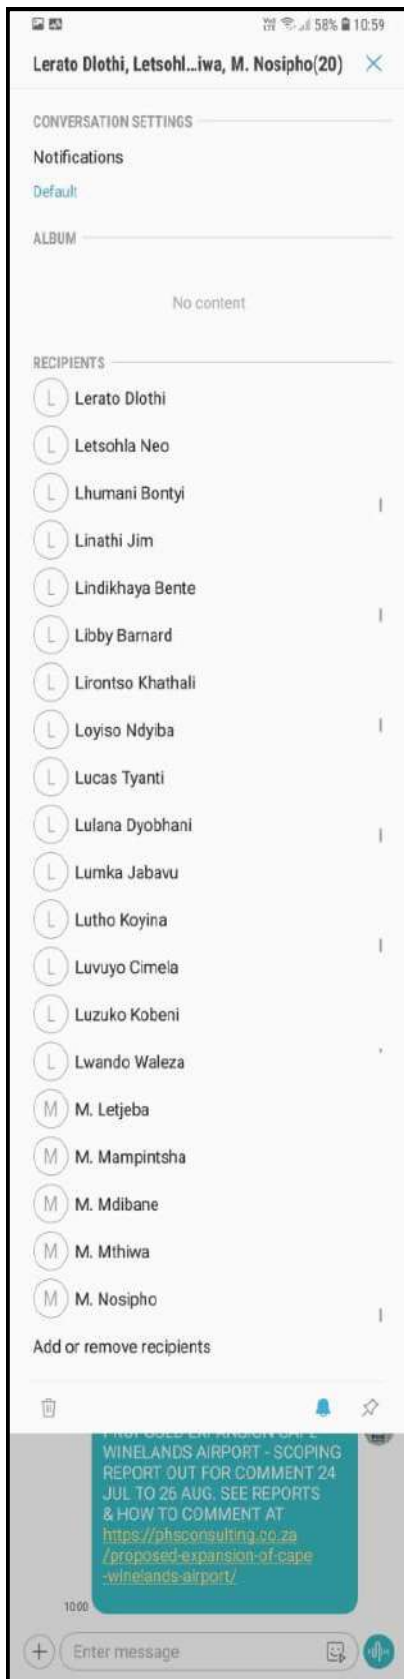 58% 10:59
Lerato Dlothi, Letsohl...iwa, M. Nosipho(20)
CONVERSATION SETTINGS
Notifications
Default
ALBUM
No content
RECIPIENTS
L Lerato Dlothi
L Letsohla Neo
L Lhumani Bontyi
L Linathi Jim
L Lindikhaya Bente
L Libby Barnard
L Lirontso Khathali
L Loyiso Ndyiba
L Lucas Tyanti
L Lulana Dyobhani
L Lumka Jabavu
L Lutho Koyina
L Luvuyo Cimela
L Luzuko Kobeni
L Lwando Waleza
M M. Letjeba
M M. Mampintsha
M M. Mdibane
M M. Mthiwa
M M. Nosipho
Add or remove recipients
PROPOSED EXPANSION CAPE
WINELANDS AIRPORT - SCOPING
REPORT OUT FOR COMMENT 24
JUL TO 26 AUG. SEE REPORTS
& HOW TO COMMENT AT
https://phsconsulting.co.za
/proposed-expansion-of-cape
-winelands-airport/
10:00
Enter message